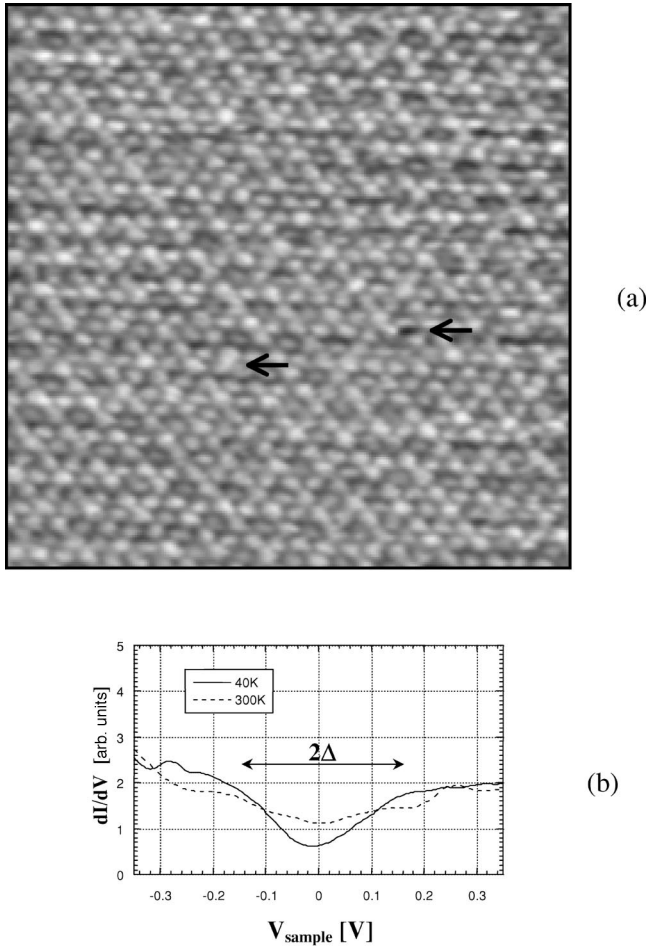 (a)
5
4
3
2
1
0
dI/dV [arb. units]
40K
300K
2Δ
-0.3
-0.2
-0.1
0
0.1
0.2
0.3
V_sample [V]
(b)